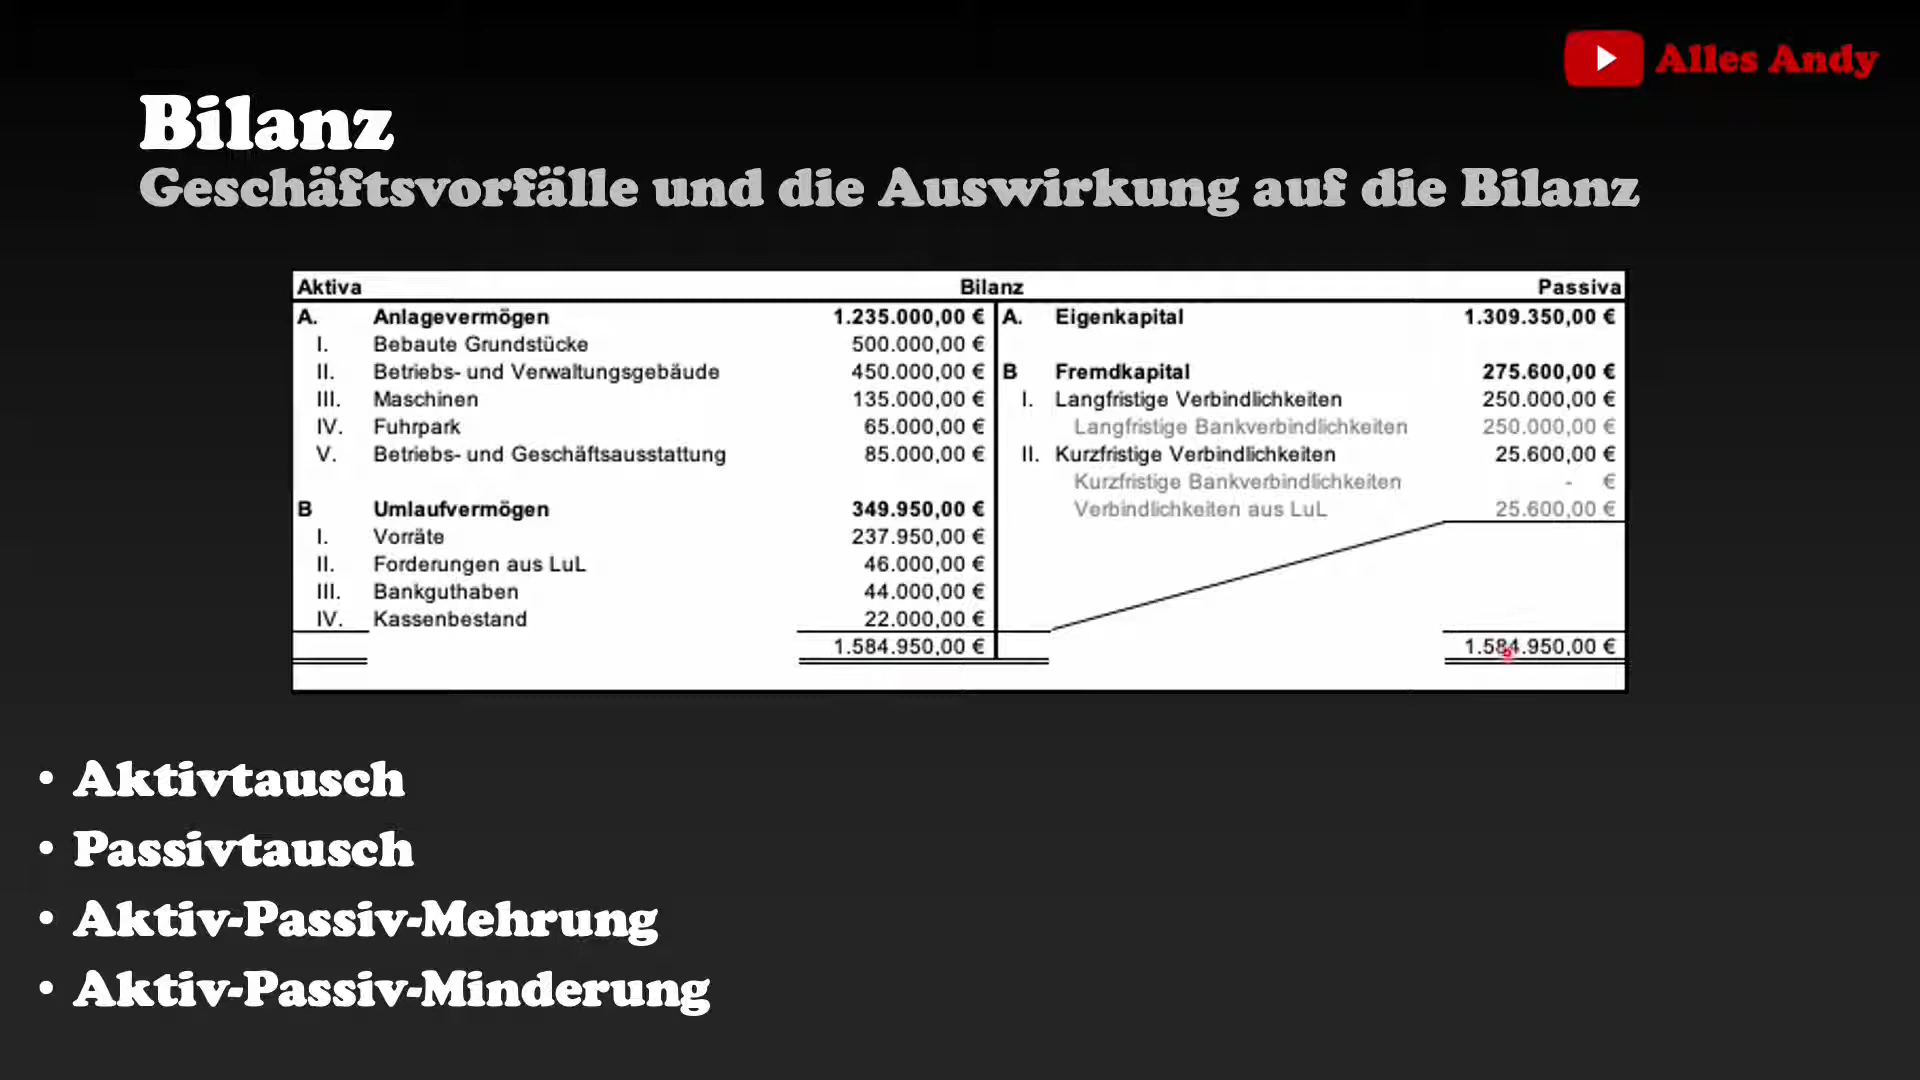 Alles Andy
Bilanz
Geschäftsvorfälle und die Auswirkung auf die Bilanz
Aktiva Bilanz Passiva
A. Anlagevermögen 1.235.000,00 € A. Eigenkapital 1.309.350,00 €
I. Bebaute Grundstücke 500.000,00 €
II. Betriebs- und Verwaltungsgebäude 450.000,00 € B Fremdkapital 275.600,00 €
III. Maschinen 135.000,00 € I. Langfristige Verbindlichkeiten 250.000,00 €
IV. Fuhrpark 65.000,00 € Langfristige Bankverbindlichkeiten 250.000,00 €
V. Betriebs- und Geschäftsausstattung 85.000,00 € II. Kurzfristige Verbindlichkeiten 25.600,00 €
Kurzfristige Bankverbindlichkeiten - €
B Umlaufvermögen 349.950,00 € Verbindlichkeiten aus LuL 25.600,00 €
I. Vorräte 237.950,00 €
II. Forderungen aus LuL 46.000,00 €
III. Bankguthaben 44.000,00 €
IV. Kassenbestand 22.000,00 €
1.584.950,00 € 1.584.950,00 €
• Aktivtausch
• Passivtausch
• Aktiv-Passiv-Mehrung
• Aktiv-Passiv-Minderung